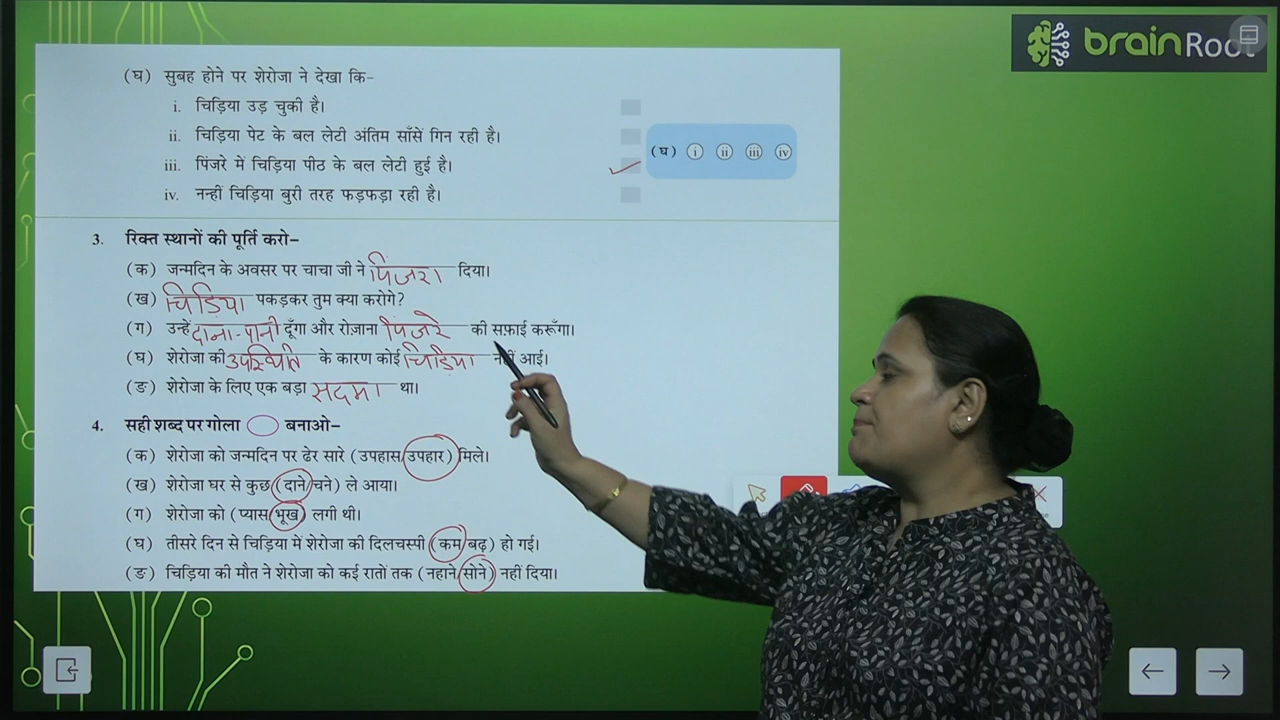 brainRoot
(घ) सुबह होने पर शेरोजा ने देखा कि–
i. चिड़िया उड़ चुकी है।
ii. चिड़िया पेट के बल लेटी अंतिम साँसे गिन रही है।
iii. पिंजरे में चिड़िया पीठ के बल लेटी हुई है।
iv. नन्हीं चिड़िया बुरी तरह फड़फड़ा रही है।
(घ) i ii iii iv
3. रिक्त स्थानों की पूर्ति करो–
(क) जन्मदिन के अवसर पर चाचा जी ने पिंजरा दिया।
(ख) चिडिया पकड़कर तुम क्या करोगे?
(ग) उन्हें दाना-पानी दूँगा और रोज़ाना पिंजरे की सफ़ाई करूँगा।
(घ) शेरोजा की उपस्थिति के कारण कोई चिडिया नहीं आई।
(ङ) शेरोजा के लिए एक बड़ा सदमा था।
4. सही शब्द पर गोला बनाओ–
(क) शेरोजा को जन्मदिन पर ढेर सारे (उपहास/उपहार) मिले।
(ख) शेरोजा घर से कुछ (दाने/चने) ले आया।
(ग) शेरोजा को (प्यास/भूख) लगी थी।
(घ) तीसरे दिन से चिड़िया में शेरोजा की दिलचस्पी (कम/बढ़) हो गई।
(ङ) चिड़िया की मौत ने शेरोजा को कई रातों तक (नहाने/सोने) नहीं दिया।